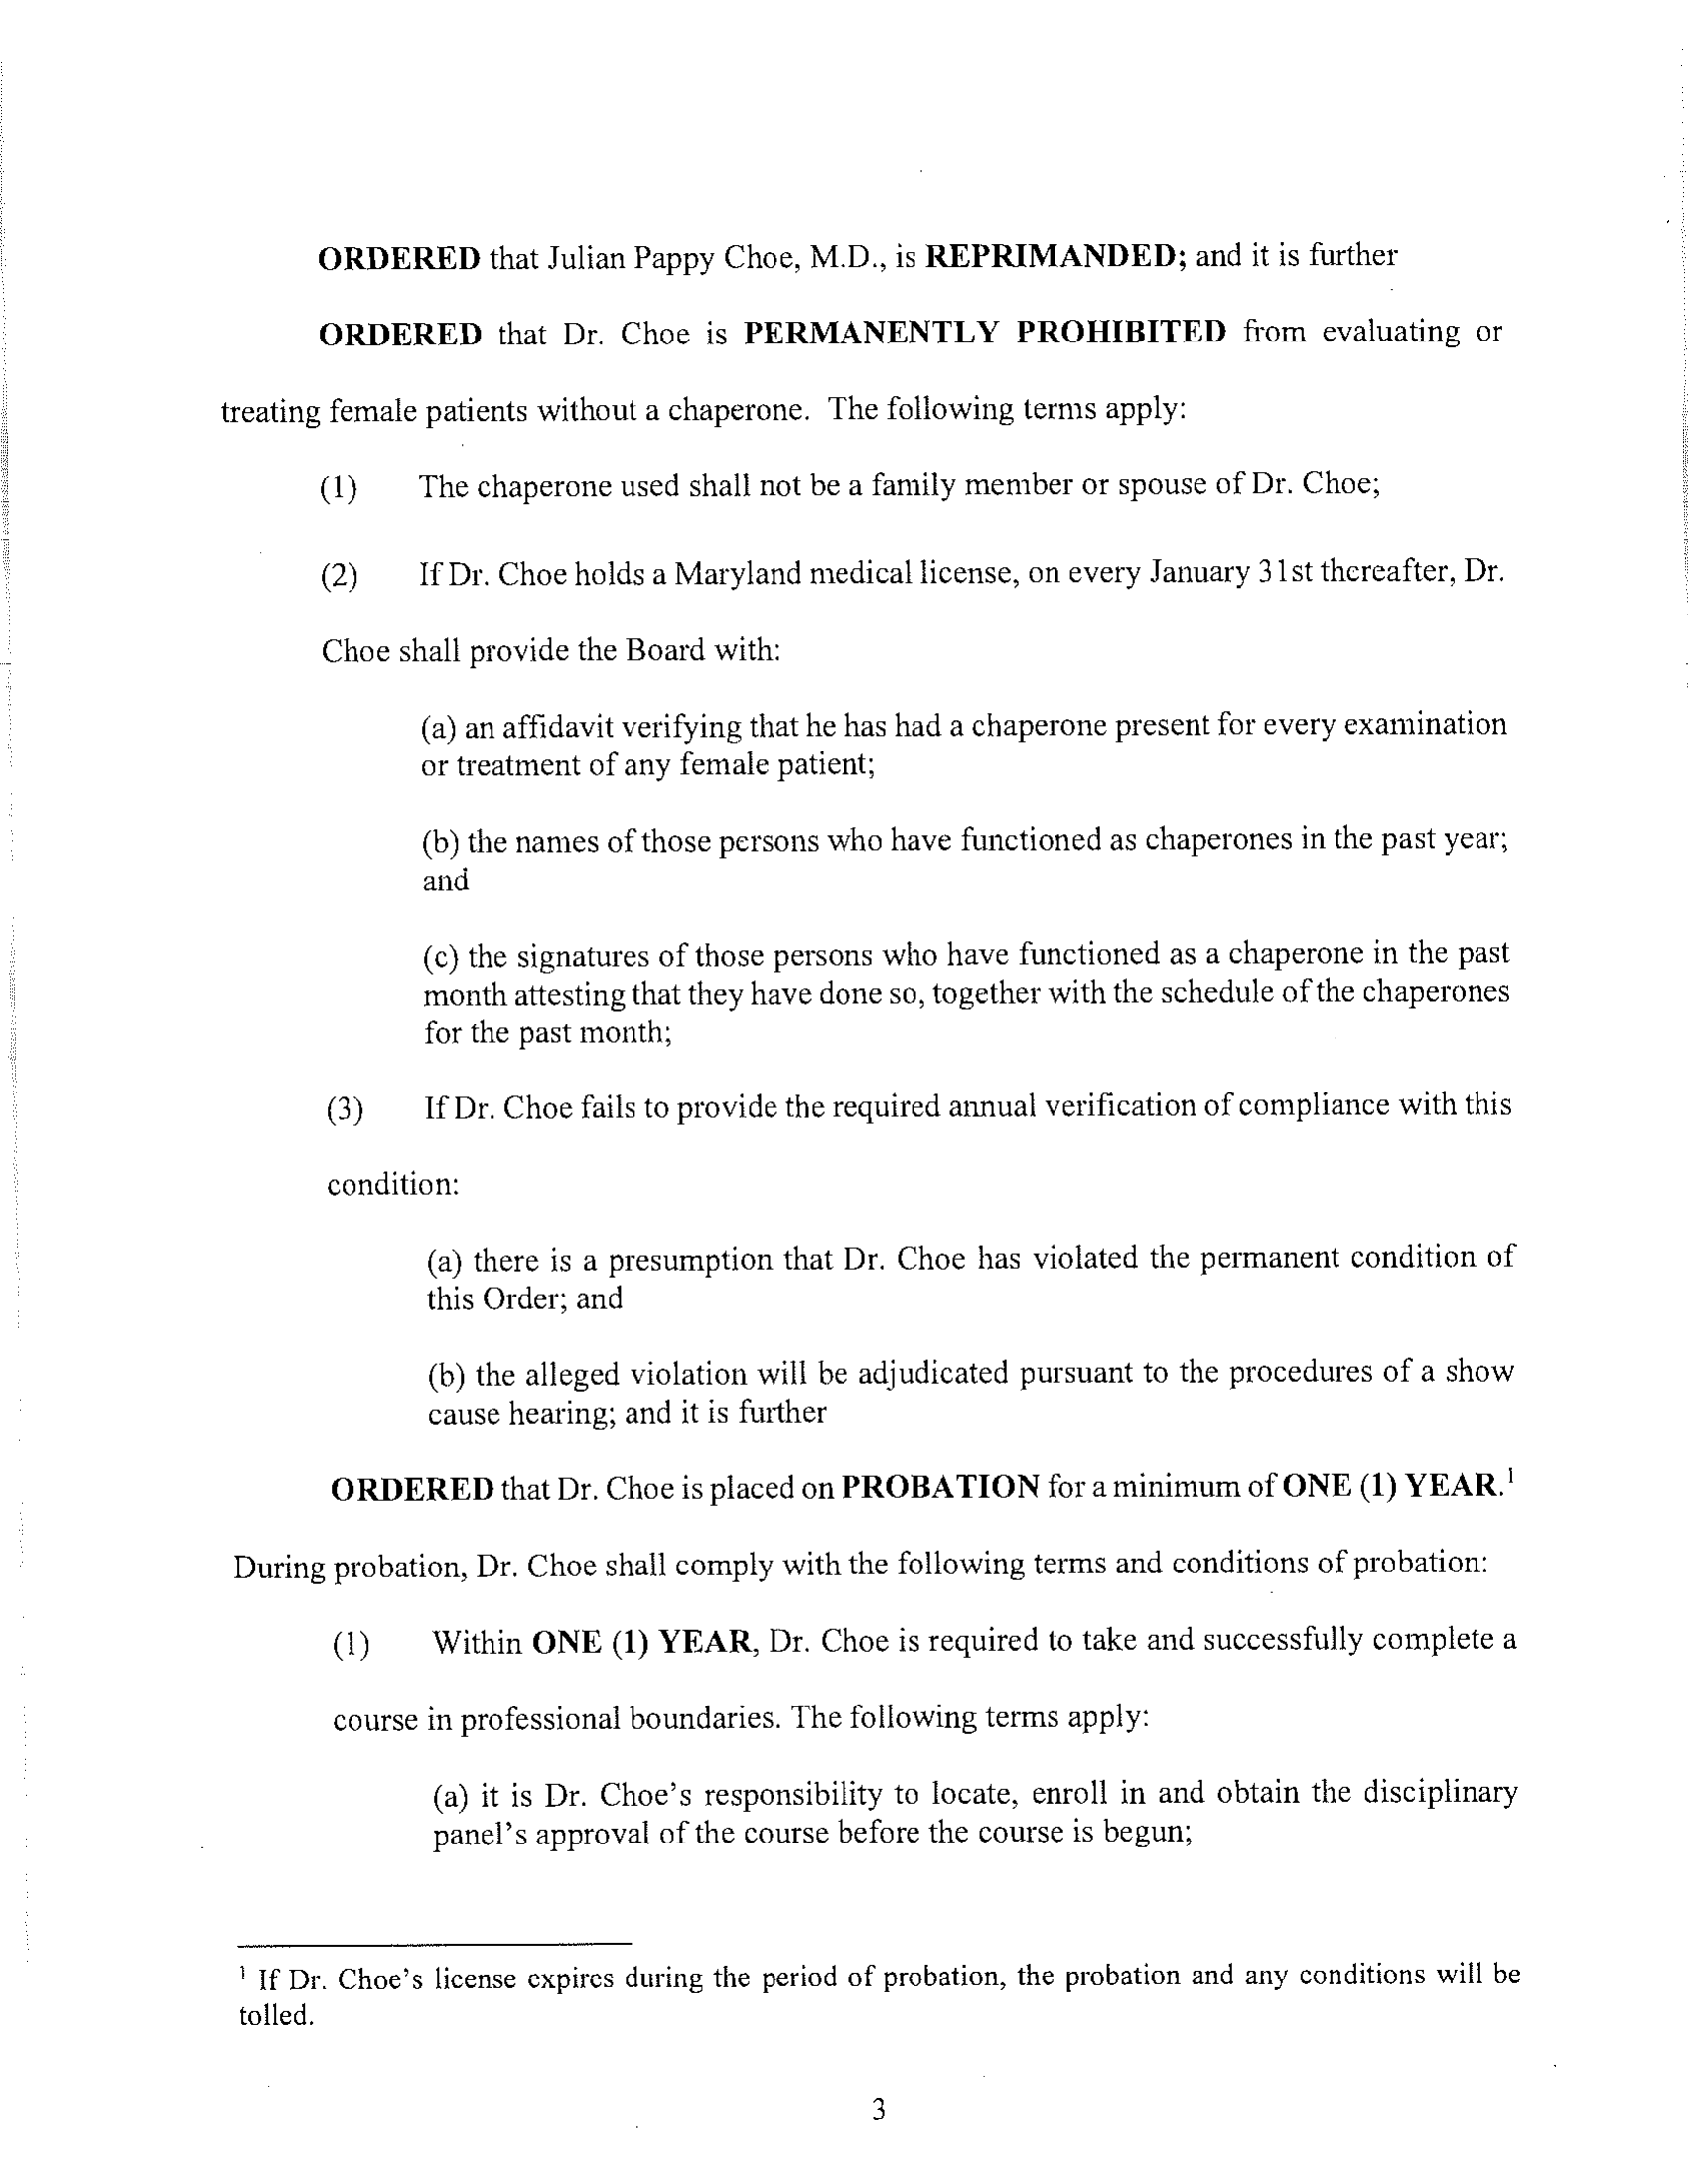 ORDERED that Julian Pappy Choe, M.D., is REPRIMANDED; and it is further
ORDERED that Dr. Choe is PERMANENTLY PROHIBITED from evaluating or
treating female patients without a chaperone. The following terms apply:
(1) The chaperone used shall not be a family member or spouse of Dr. Choe;
(2) If Dr. Choe holds a Maryland medical license, on every January 31st thereafter, Dr.
Choe shall provide the Board with:
(a) an affidavit verifying that he has had a chaperone present for every examination
or treatment of any female patient;
(b) the names of those persons who have functioned as chaperones in the past year;
and
(c) the signatures of those persons who have functioned as a chaperone in the past
month attesting that they have done so, together with the schedule of the chaperones
for the past month;
(3) If Dr. Choe fails to provide the required annual verification of compliance with this
condition:
(a) there is a presumption that Dr. Choe has violated the permanent condition of
this Order; and
(b) the alleged violation will be adjudicated pursuant to the procedures of a show
cause hearing; and it is further
ORDERED that Dr. Choe is placed on PROBATION for a minimum of ONE (1) YEAR.¹
During probation, Dr. Choe shall comply with the following terms and conditions of probation:
(1) Within ONE (1) YEAR, Dr. Choe is required to take and successfully complete a
course in professional boundaries. The following terms apply:
(a) it is Dr. Choe's responsibility to locate, enroll in and obtain the disciplinary
panel's approval of the course before the course is begun;
¹ If Dr. Choe's license expires during the period of probation, the probation and any conditions will be
tolled.
3